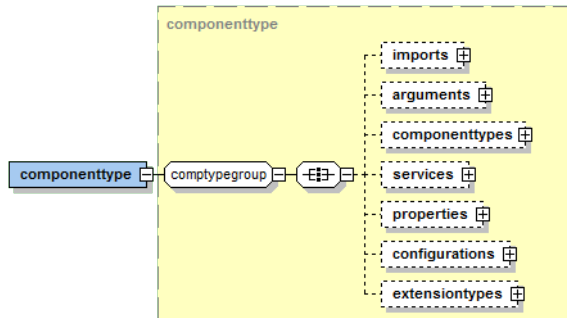 componenttype
imports
arguments
componenttypes
componenttype
comptypegroup
services
properties
configurations
extensiontypes